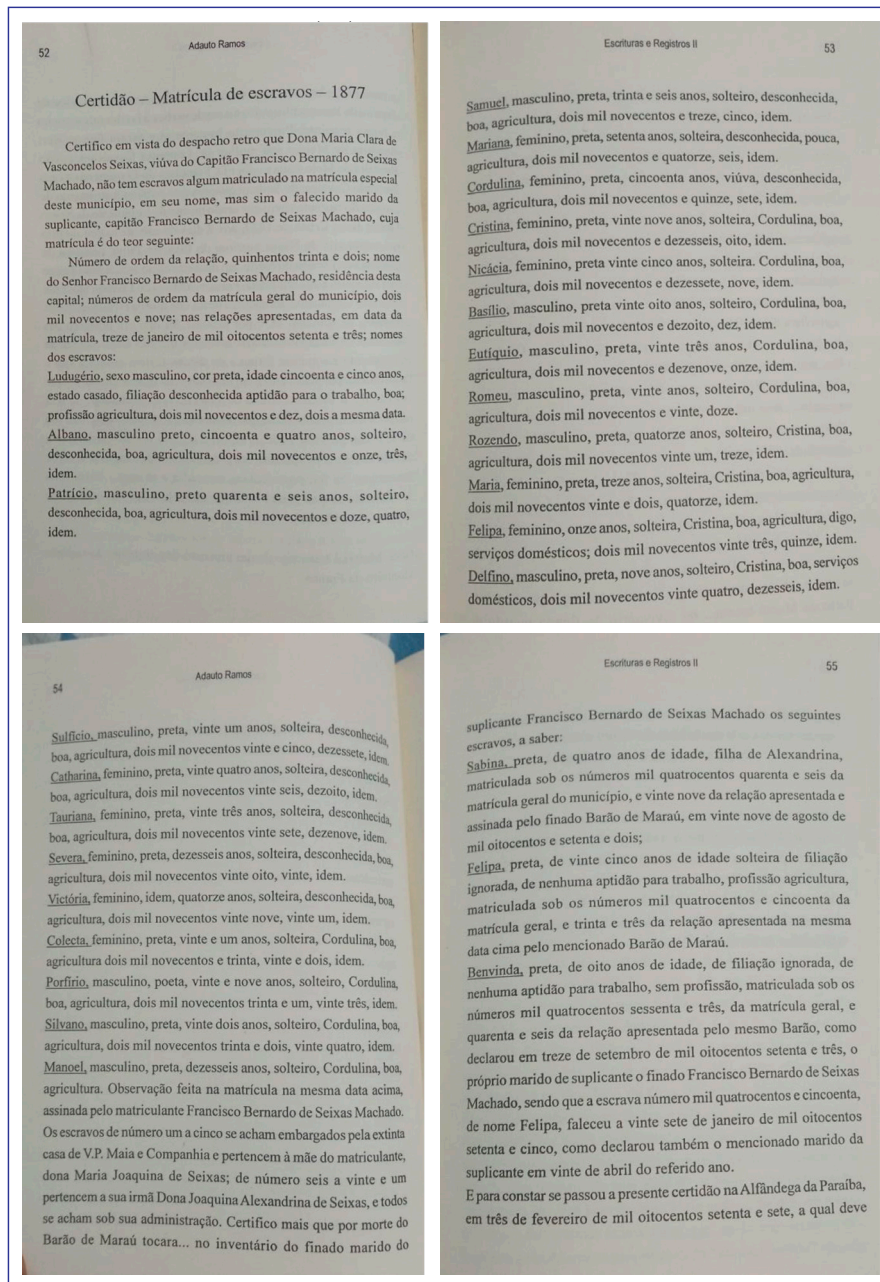 52
Adauto Ramos
Certidão – Matrícula de escravos – 1877
Certifico em vista do despacho retro que Dona Maria Clara de
Vasconcelos Seixas, viúva do Capitão Francisco Bernardo de Seixas
Machado, não tem escravos algum matriculado na matrícula especial
deste município, em seu nome, mas sim o falecido marido da
suplicante, capitão Francisco Bernardo de Seixas Machado, cuja
matrícula é do teor seguinte:
Número de ordem da relação, quinhentos trinta e dois; nome
do Senhor Francisco Bernardo de Seixas Machado, residência desta
capital; números de ordem da matrícula geral do município, dois
mil novecentos e nove; nas relações apresentadas, em data da
matrícula, treze de janeiro de mil oitocentos setenta e três; nomes
dos escravos:
Ludugério, sexo masculino, cor preta, idade cincoenta e cinco anos,
estado casado, filiação desconhecida aptidão para o trabalho, boa;
profissão agricultura, dois mil novecentos e dez, dois a mesma data.
Albano, masculino preto, cincoenta e quatro anos, solteiro,
desconhecida, boa, agricultura, dois mil novecentos e onze, três,
idem.
Patrício, masculino, preto quarenta e seis anos, solteiro,
desconhecida, boa, agricultura, dois mil novecentos e doze, quatro,
idem.
Escrituras e Registros II
53
Samuel, masculino, preta, trinta e seis anos, solteiro, desconhecida,
boa, agricultura, dois mil novecentos e treze, cinco, idem.
Mariana, feminino, preta, setenta anos, solteira, desconhecida, pouca,
agricultura, dois mil novecentos e quatorze, seis, idem.
Cordulina, feminino, preta, cincoenta anos, viúva, desconhecida,
boa, agricultura, dois mil novecentos e quinze, sete, idem.
Cristina, feminino, preta, vinte nove anos, solteira, Cordulina, boa,
agricultura, dois mil novecentos e dezesseis, oito, idem.
Nicácia, feminino, preta vinte cinco anos, solteira. Cordulina, boa,
agricultura, dois mil novecentos e dezessete, nove, idem.
Basílio, masculino, preta vinte oito anos, solteiro, Cordulina, boa,
agricultura, dois mil novecentos e dezoito, dez, idem.
Eutíquio, masculino, preta, vinte três anos, Cordulina, boa,
agricultura, dois mil novecentos e dezenove, onze, idem.
Romeu, masculino, preta, vinte anos, solteiro, Cordulina, boa,
agricultura, dois mil novecentos e vinte, doze.
Rozendo, masculino, preta, quatorze anos, solteiro, Cristina, boa,
agricultura, dois mil novecentos vinte um, treze, idem.
Maria, feminino, preta, treze anos, solteira, Cristina, boa, agricultura,
dois mil novecentos vinte e dois, quatorze, idem.
Felipa, feminino, onze anos, solteira, Cristina, boa, agricultura, digo,
serviços domésticos; dois mil novecentos vinte três, quinze, idem.
Delfino, masculino, preta, nove anos, solteiro, Cristina, boa, serviços
domésticos, dois mil novecentos vinte quatro, dezesseis, idem.
54
Adauto Ramos
Sulfício, masculino, preta, vinte um anos, solteira, desconhecida,
boa, agricultura, dois mil novecentos vinte e cinco, dezessete, idem.
Catharina, feminino, preta, vinte quatro anos, solteira, desconhecida,
boa, agricultura, dois mil novecentos vinte seis, dezoito, idem.
Tauriana, feminino, preta, vinte três anos, solteira, desconhecida,
boa, agricultura, dois mil novecentos vinte sete, dezenove, idem.
Severa, feminino, preta, dezesseis anos, solteira, desconhecida, boa,
agricultura, dois mil novecentos vinte oito, vinte, idem.
Victória, feminino, idem, quatorze anos, solteira, desconhecida, boa,
agricultura, dois mil novecentos vinte nove, vinte um, idem.
Colecta, feminino, preta, vinte e um anos, solteira, Cordulina, boa,
agricultura dois mil novecentos e trinta, vinte e dois, idem.
Porfírio, masculino, poeta, vinte e nove anos, solteiro, Cordulina,
boa, agricultura, dois mil novecentos trinta e um, vinte três, idem.
Silvano, masculino, preta, vinte dois anos, solteiro, Cordulina, boa,
agricultura, dois mil novecentos trinta e dois, vinte quatro, idem.
Manoel, masculino, preta, dezesseis anos, solteiro, Cordulina, boa,
agricultura. Observação feita na matrícula na mesma data acima,
assinada pelo matriculante Francisco Bernardo de Seixas Machado.
Os escravos de número um a cinco se acham embargados pela extinta
casa de V.P. Maia e Companhia e pertencem à mãe do matriculante,
dona Maria Joaquina de Seixas; de número seis a vinte e um
pertencem a sua irmã Dona Joaquina Alexandrina de Seixas, e todos
se acham sob sua administração. Certifico mais que por morte do
Barão de Maraú tocara... no inventário do finado marido do
Escrituras e Registros II
55
suplicante Francisco Bernardo de Seixas Machado os seguintes
escravos, a saber:
Sabina, preta, de quatro anos de idade, filha de Alexandrina,
matriculada sob os números mil quatrocentos quarenta e seis da
matrícula geral do município, e vinte nove da relação apresentada e
assinada pelo finado Barão de Maraú, em vinte nove de agosto de
mil oitocentos e setenta e dois;
Felipa, preta, de vinte cinco anos de idade solteira de filiação
ignorada, de nenhuma aptidão para trabalho, profissão agricultura,
matriculada sob os números mil quatrocentos e cincoenta da
matrícula geral, e trinta e três da relação apresentada na mesma
data cima pelo mencionado Barão de Maraú.
Benvinda, preta, de oito anos de idade, de filiação ignorada, de
nenhuma aptidão para trabalho, sem profissão, matriculada sob os
números mil quatrocentos sessenta e três, da matrícula geral, e
quarenta e seis da relação apresentada pelo mesmo Barão, como
declarou em treze de setembro de mil oitocentos setenta e três, o
próprio marido de suplicante o finado Francisco Bernardo de Seixas
Machado, sendo que a escrava número mil quatrocentos e cincoenta,
de nome Felipa, faleceu a vinte sete de janeiro de mil oitocentos
setenta e cinco, como declarou também o mencionado marido da
suplicante em vinte de abril do referido ano.
E para constar se passou a presente certidão na Alfândega da Paraíba,
em três de fevereiro de mil oitocentos setenta e sete, a qual deve